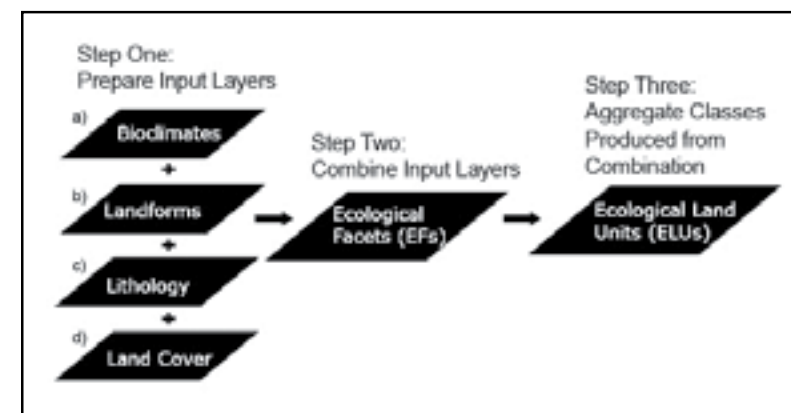 Step One:
Prepare Input Layers
a)
Bioclimates
+
b)
Landforms
+
c)
Lithology
+
d)
Land Cover
Step Two:
Combine Input Layers
Ecological
Facets (EFs)
Step Three:
Aggregate Classes
Produced from
Combination
Ecological Land
Units (ELUs)